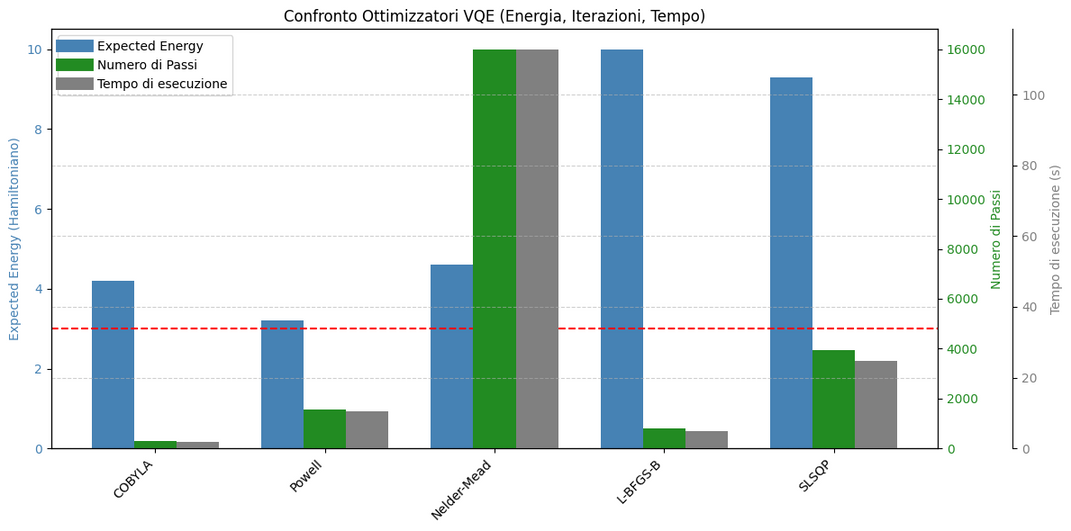 Confronto Ottimizzatori VQE (Energia, Iterazioni, Tempo)
Expected Energy
Numero di Passi
Tempo di esecuzione
Expected Energy (Hamiltoniano)
10
8
6
4
2
0
16000
14000
12000
10000
8000
6000
4000
2000
0
Numero di Passi
100
80
60
40
20
0
Tempo di esecuzione (s)
COBYLA
Powell
Nelder-Mead
L-BFGS-B
SLSQP